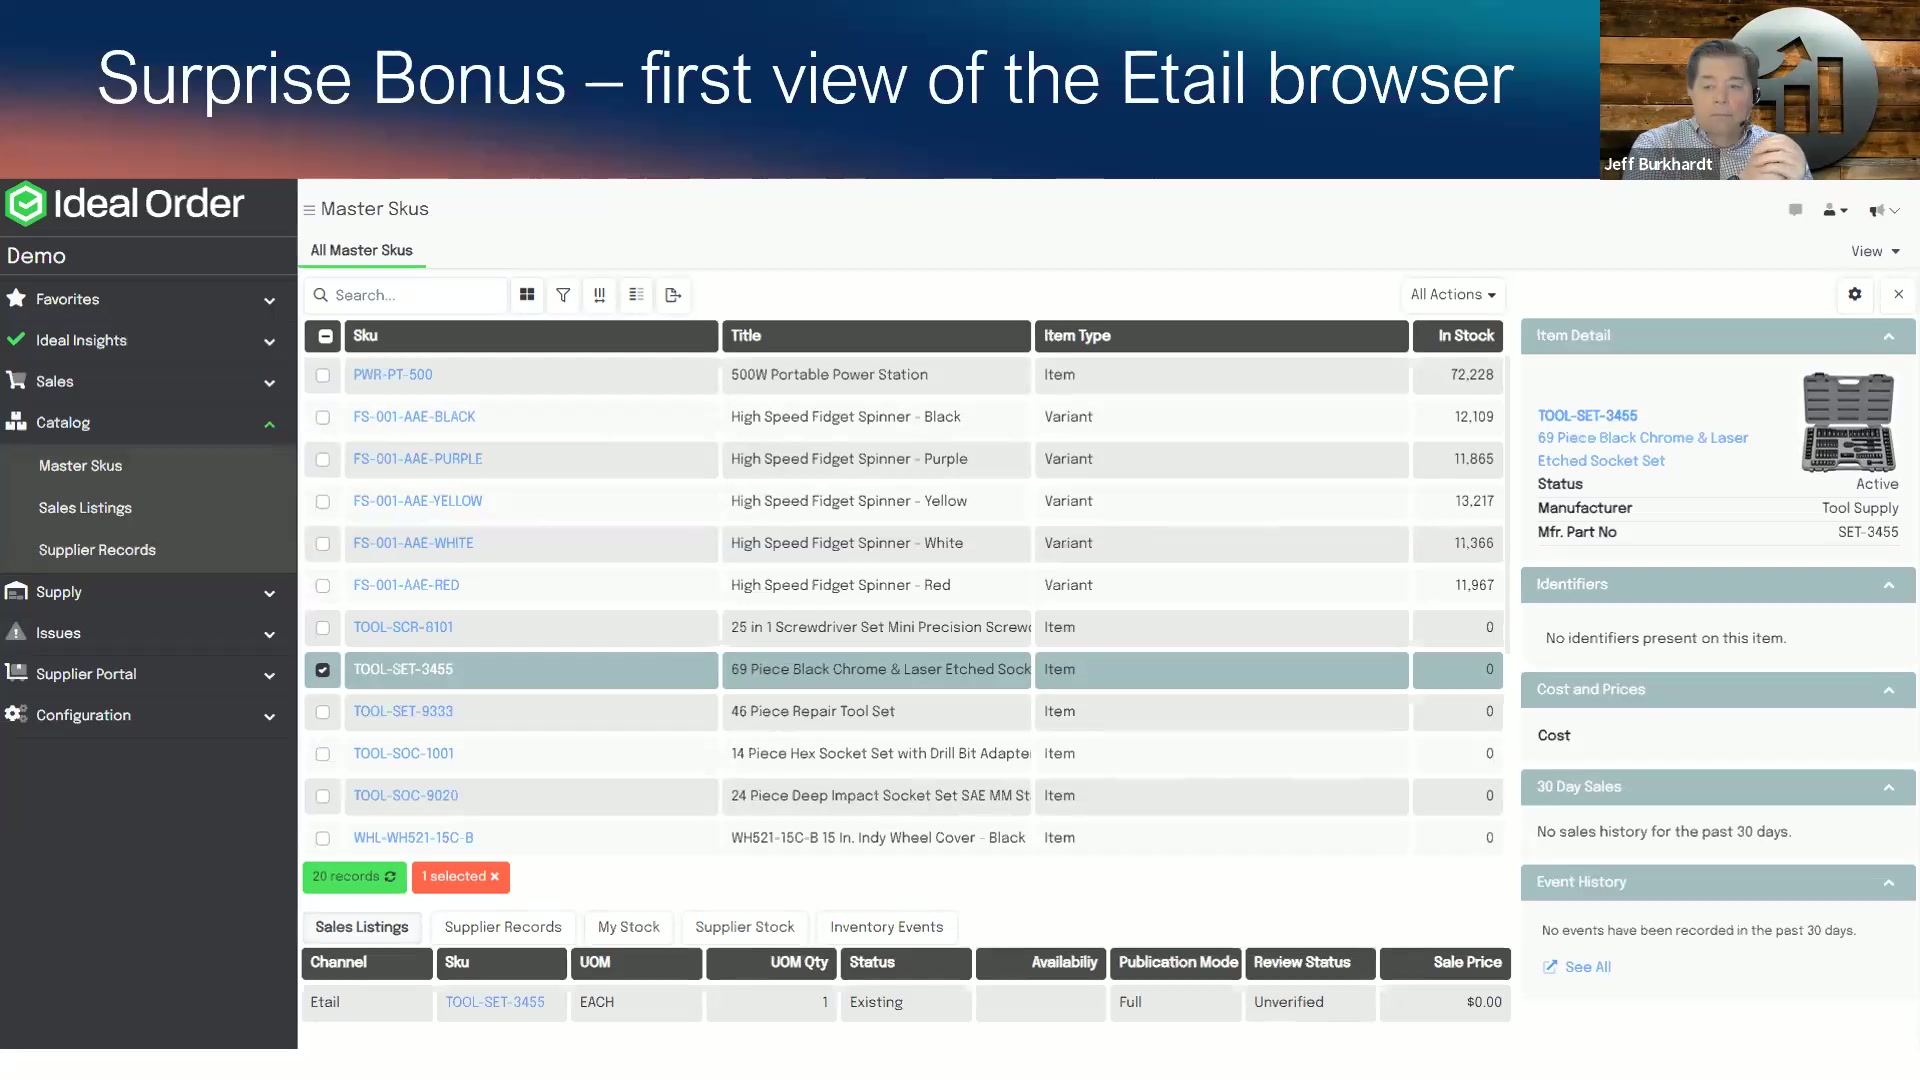 Surprise Bonus – first view of the Etail browser
Jeff Burkhardt
Ideal Order
Demo
Favorites
Ideal Insights
Sales
Catalog
Master Skus
Sales Listings
Supplier Records
Supply
Issues
Supplier Portal
Configuration
Master Skus
All Master Skus
View
Search...
All Actions
Sku Title Item Type In Stock
PWR-PT-500 500W Portable Power Station Item 72,228
FS-001-AAE-BLACK High Speed Fidget Spinner - Black Variant 12,109
FS-001-AAE-PURPLE High Speed Fidget Spinner - Purple Variant 11,865
FS-001-AAE-YELLOW High Speed Fidget Spinner - Yellow Variant 13,217
FS-001-AAE-WHITE High Speed Fidget Spinner - White Variant 11,366
FS-001-AAE-RED High Speed Fidget Spinner - Red Variant 11,967
TOOL-SCR-8101 25 in 1 Screwdriver Set Mini Precision Screwd Item 0
TOOL-SET-3455 69 Piece Black Chrome & Laser Etched Sock Item 0
TOOL-SET-9333 46 Piece Repair Tool Set Item 0
TOOL-SOC-1001 14 Piece Hex Socket Set with Drill Bit Adapte Item 0
TOOL-SOC-9020 24 Piece Deep Impact Socket Set SAE MM St Item 0
WHL-WH521-15C-B WH521-15C-B 15 In. Indy Wheel Cover - Black Item 0
20 records 1 selected
Sales Listings Supplier Records My Stock Supplier Stock Inventory Events
Channel Sku UOM UOM Qty Status Availabiliy Publication Mode Review Status Sale Price
Etail TOOL-SET-3455 EACH 1 Existing Full Unverified $0.00
Item Detail
TOOL-SET-3455
69 Piece Black Chrome & Laser
Etched Socket Set
Status Active
Manufacturer Tool Supply
Mfr. Part No SET-3455
Identifiers
No identifiers present on this item.
Cost and Prices
Cost
30 Day Sales
No sales history for the past 30 days.
Event History
No events have been recorded in the past 30 days.
See All